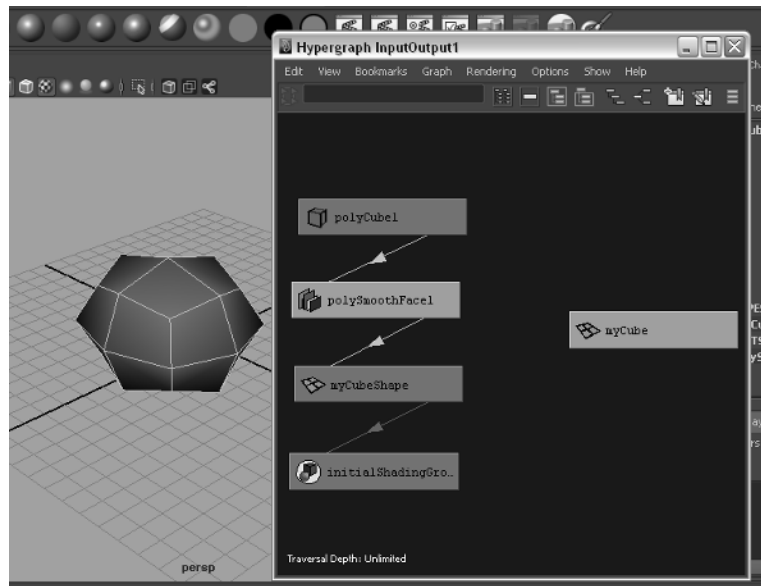 Hypergraph InputOutput1
Edit View Bookmarks Graph Rendering Options Show Help
polyCube1
polySmoothFace1
myCube
myCubeShape
initialShadingGro..
Traversal Depth: Unlimited
persp